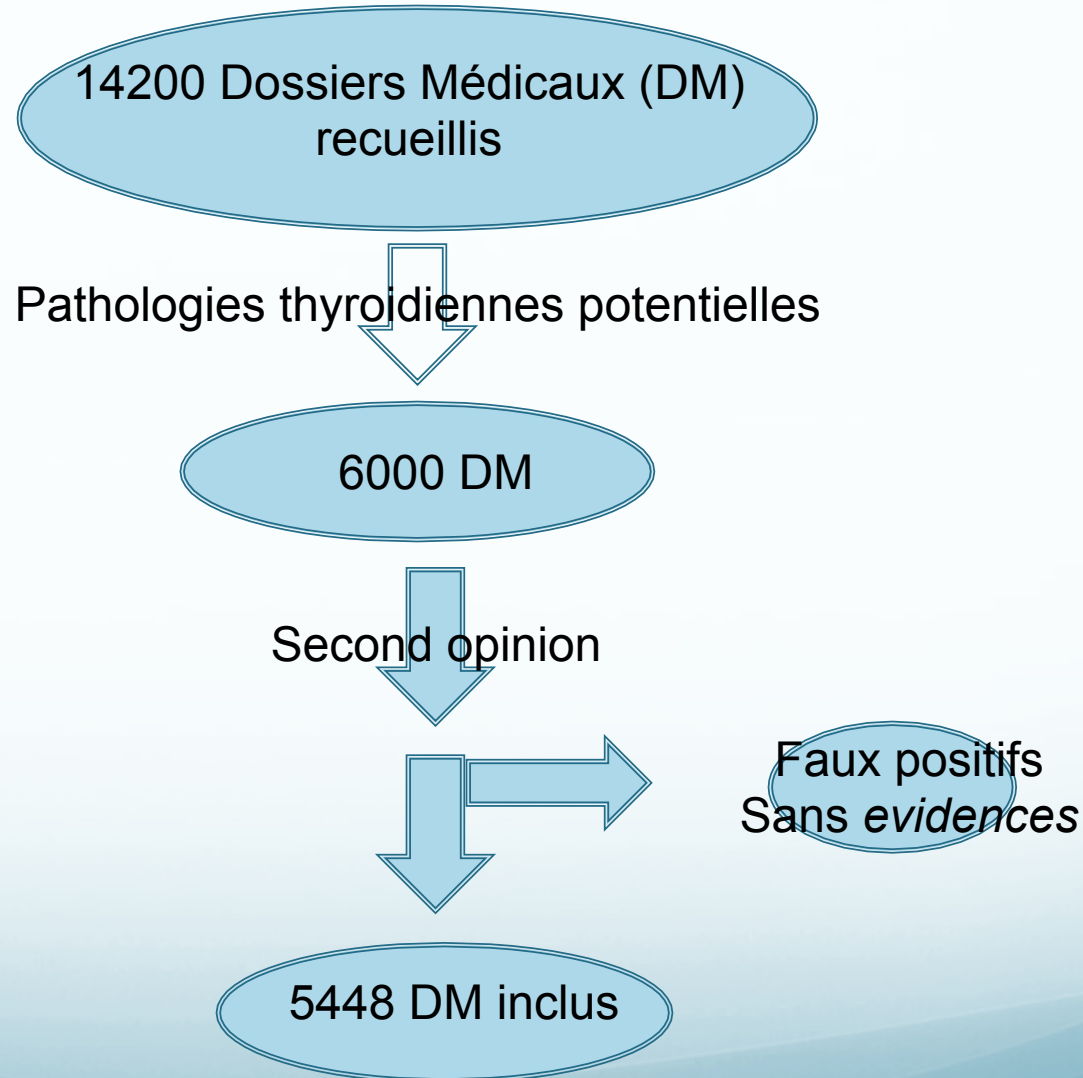 14200 Dossiers Médicaux (DM)
recueillis
Pathologies thyroidiennes potentielles
6000 DM
Second opinion
Faux positifs
Sans evidences
5448 DM inclus